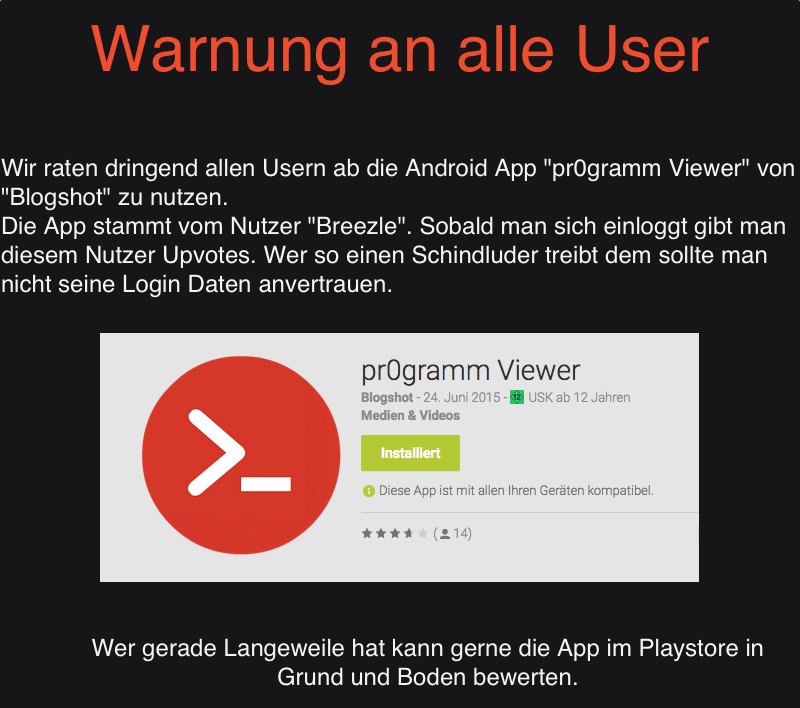 Warnung an alle User
Wir raten dringend allen Usern ab die Android App "pr0gramm Viewer" von
"Blogshot" zu nutzen.
Die App stammt vom Nutzer "Breezle". Sobald man sich einloggt gibt man
diesem Nutzer Upvotes. Wer so einen Schindluder treibt dem sollte man
nicht seine Login Daten anvertrauen.
pr0gramm Viewer
Blogshot - 24. Juni 2015 - 12 USK ab 12 Jahren
Medien & Videos
Installiert
Diese App ist mit allen Ihren Geräten kompatibel.
(14)
Wer gerade Langeweile hat kann gerne die App im Playstore in
Grund und Boden bewerten.